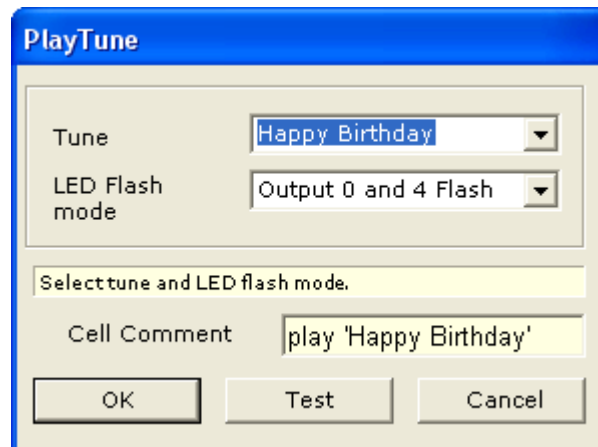 PlayTune
Tune Happy Birthday
LED Flash mode Output 0 and 4 Flash
Select tune and LED flash mode.
Cell Comment play 'Happy Birthday'
OK Test Cancel